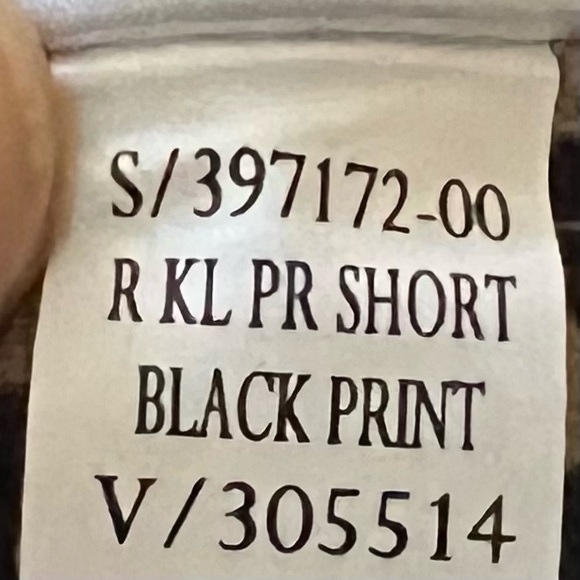 S/397172-00
R KL PR SHORT
BLACK PRINT
V/305514